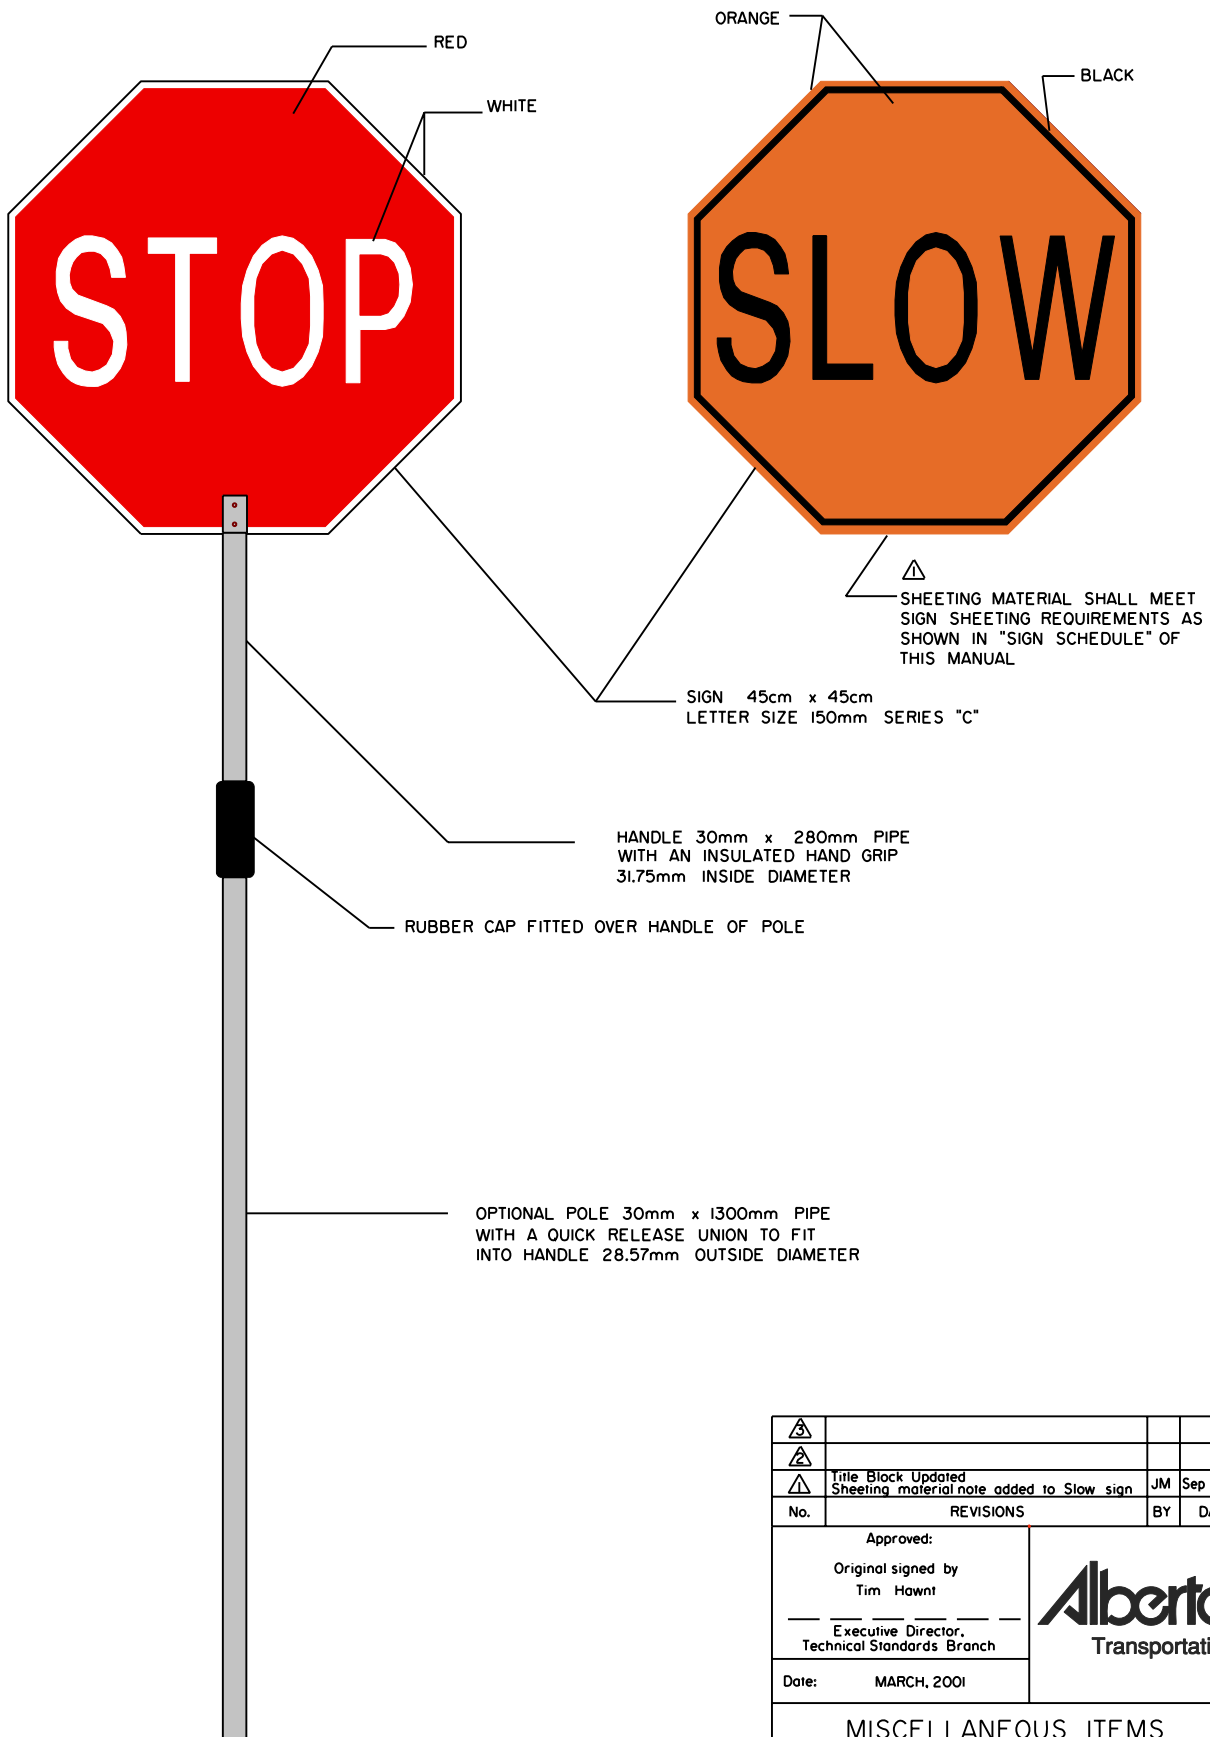 RED
WHITE
STOP
ORANGE
BLACK
SLOW
1
SHEETING MATERIAL SHALL MEET
SIGN SHEETING REQUIREMENTS AS
SHOWN IN "SIGN SCHEDULE" OF
THIS MANUAL
SIGN 45cm x 45cm
LETTER SIZE 150mm SERIES "C"
HANDLE 30mm x 280mm PIPE
WITH AN INSULATED HAND GRIP
31.75mm INSIDE DIAMETER
RUBBER CAP FITTED OVER HANDLE OF POLE
OPTIONAL POLE 30mm x 1300mm PIPE
WITH A QUICK RELEASE UNION TO FIT
INTO HANDLE 28.57mm OUTSIDE DIAMETER
3
2
1 Title Block Updated
Sheeting material note added to Slow sign JM Sep
No. REVISIONS BY
Approved:
Original signed by
Tim Hawnt
Executive Director,
Technical Standards Branch
Date: MARCH, 2001
Alberta
Transportati
MISCELLANEOUS ITEMS